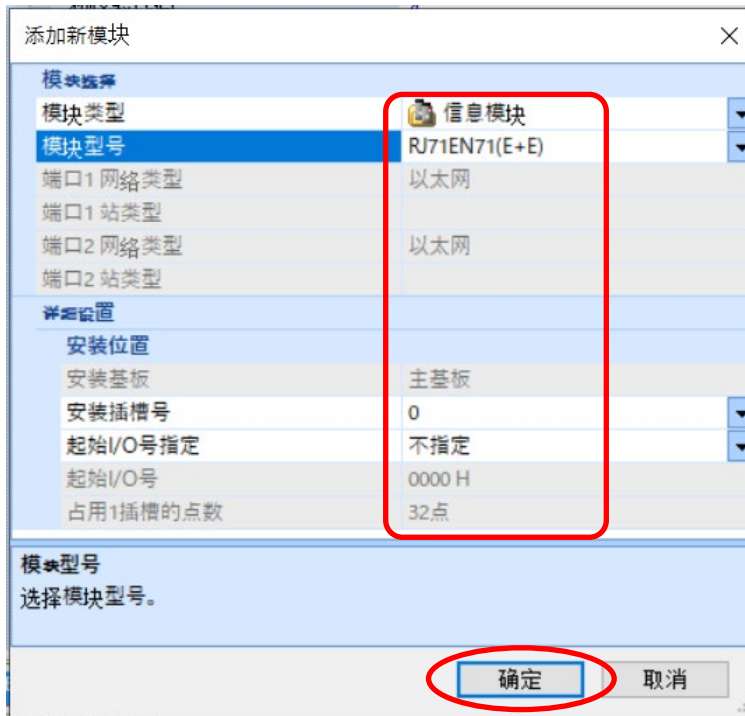 添加新模块
模块选择
模块类型 信息模块
模块型号 RJ71EN71(E+E)
端口1 网络类型 以太网
端口1 站类型
端口2 网络类型 以太网
端口2 站类型
详细设置
安装位置
安装基板 主基板
安装插槽号 0
起始I/O号指定 不指定
起始I/O号 0000 H
占用1插槽的点数 32点
模块型号
选择模块型号。
确定 取消